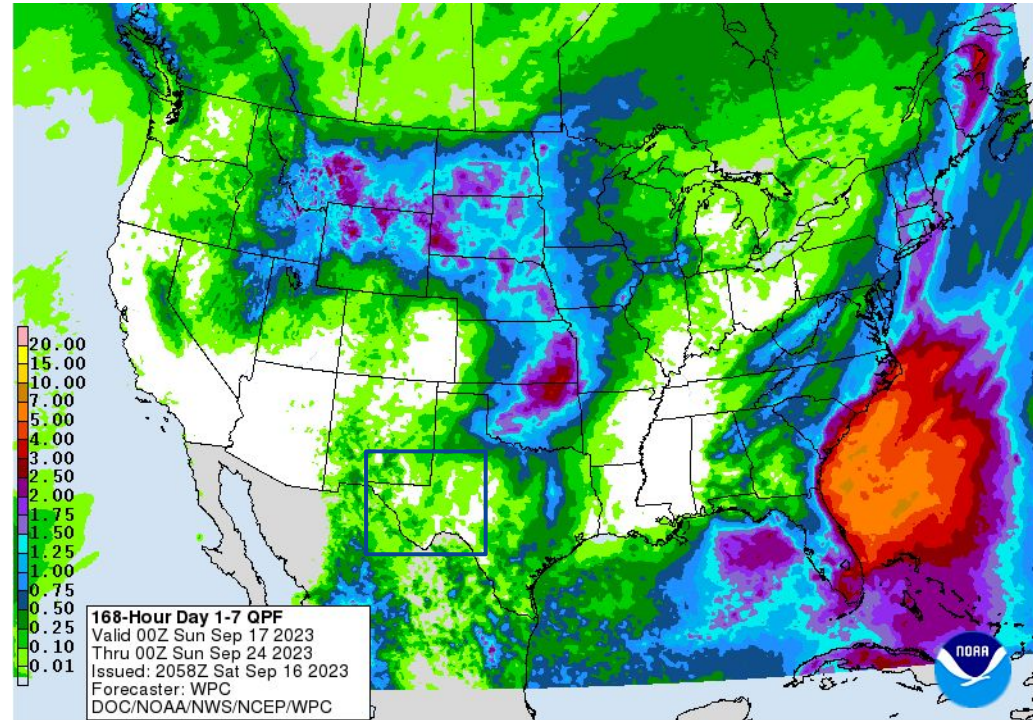 20.00
15.00
10.00
7.00
5.00
4.00
3.00
2.50
2.00
1.75
1.50
1.25
1.00
0.75
0.50
0.25
0.10
0.01
168-Hour Day 1-7 QPF
Valid 00Z Sun Sep 17 2023
Thru 00Z Sun Sep 24 2023
Issued: 2058Z Sat Sep 16 2023
Forecaster: WPC
DOC/NOAA/NWS/NCEP/WPC
NOAA